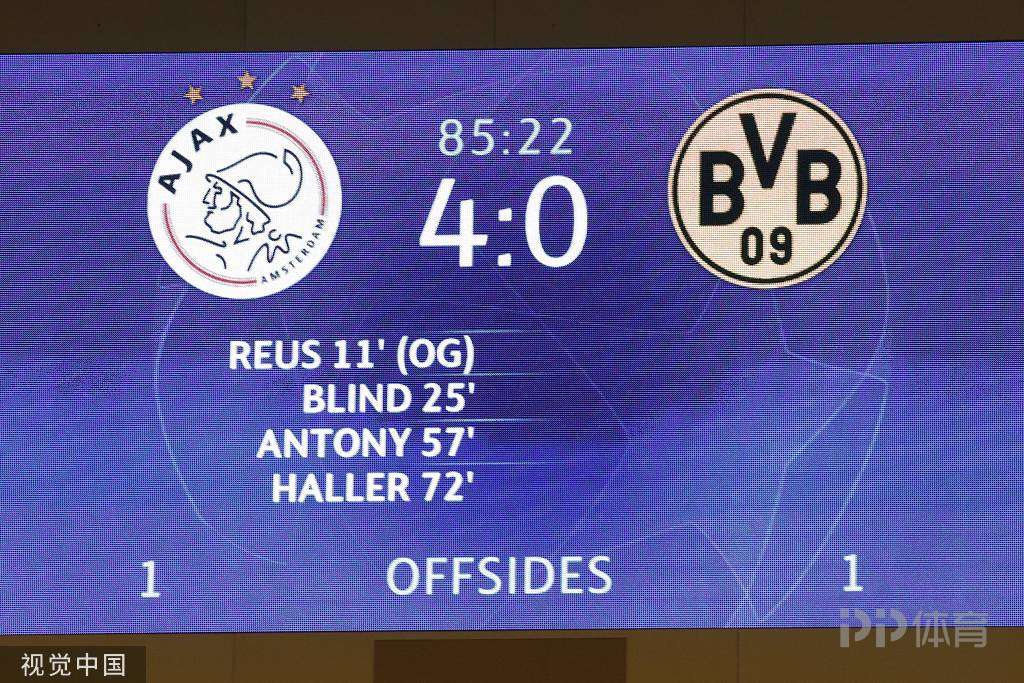 AJAX
AMSTERDAM
85:22
4:0
BVB
09
REUS 11' (OG)
BLIND 25'
ANTONY 57'
HALLER 72'
1 OFFSIDES 1
PP体育
视觉中国